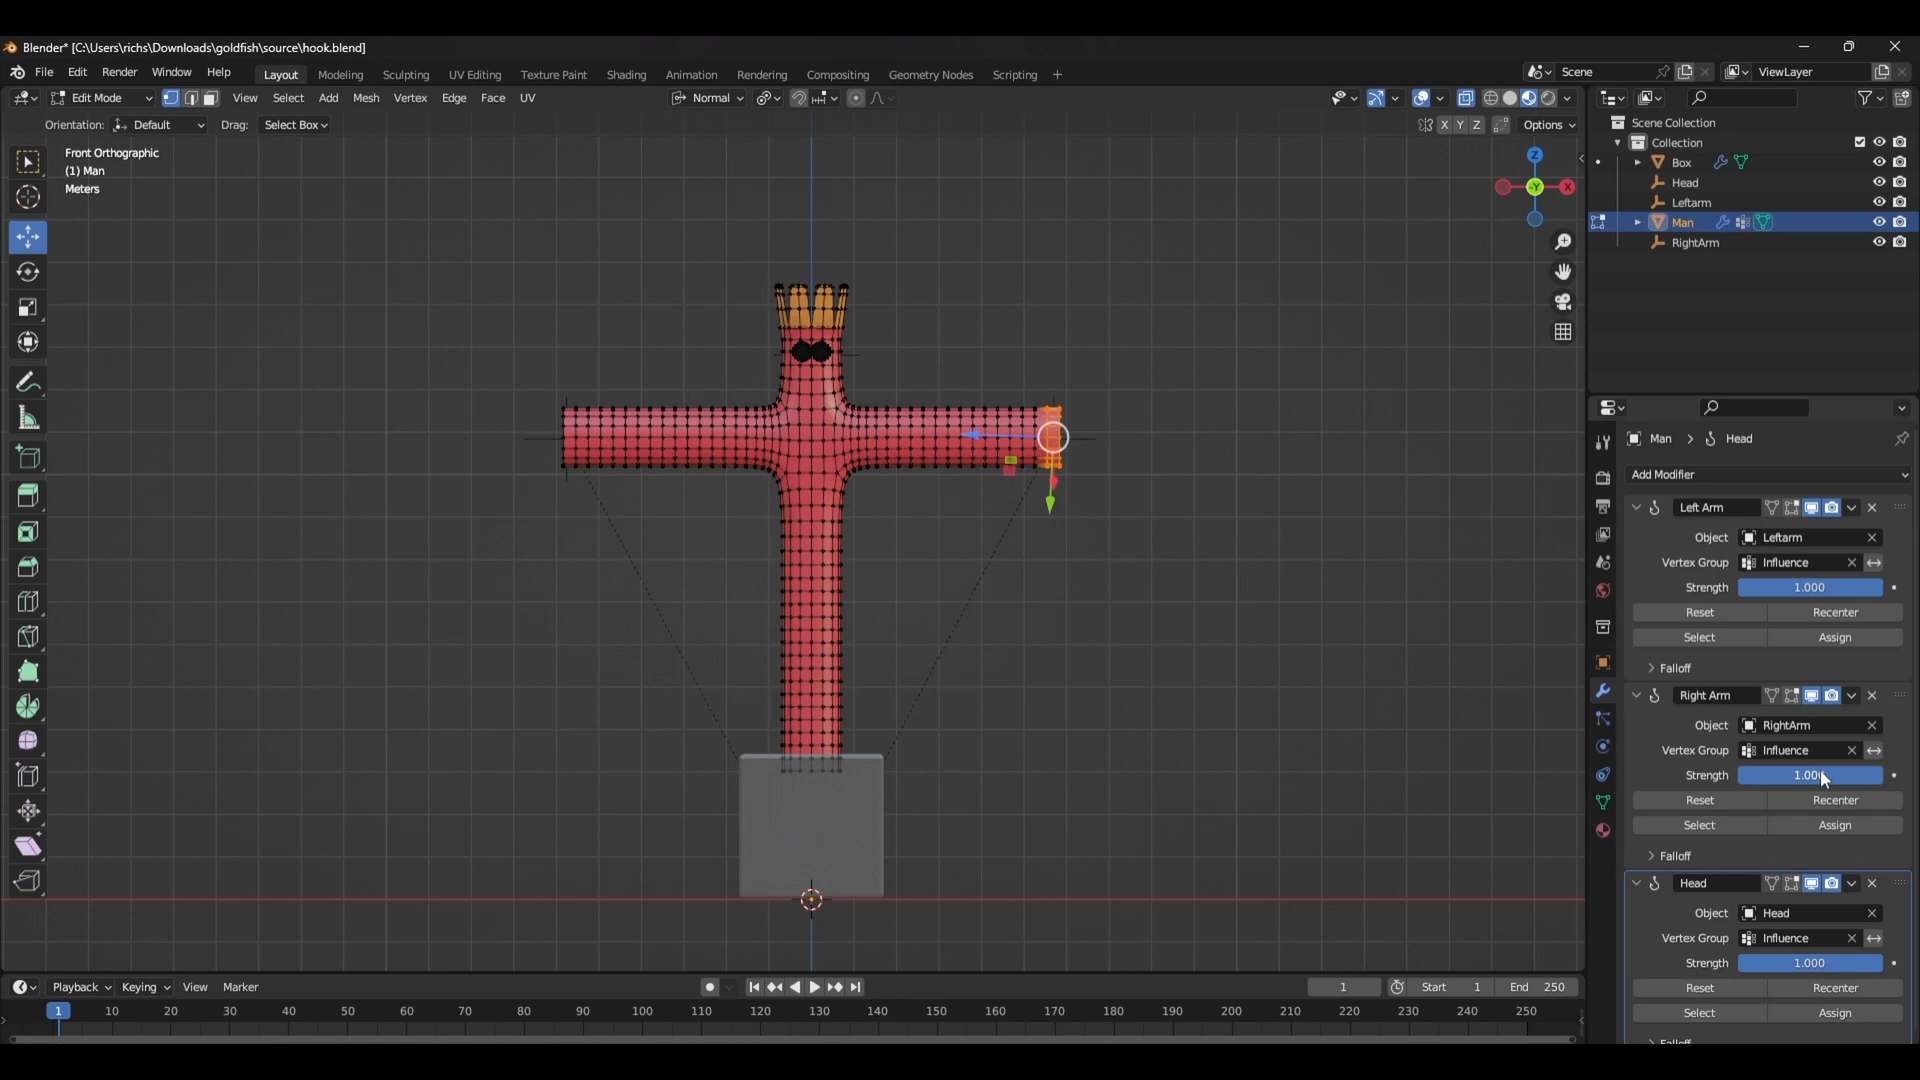 Blender* [C:\Users\richs\Downloads\goldfish\source\hook.blend]
File Edit Render Window Help Layout Modeling Sculpting UV Editing Texture Paint Shading Animation Rendering Compositing Geometry Nodes Scripting + Scene ViewLayer
Edit Mode View Select Add Mesh Vertex Edge Face UV Normal
Orientation: Default Drag: Select Box X Y Z Options
Front Orthographic
(1) Man
Meters
Z
-Y X
Scene Collection
Collection
Box
Head
Leftarm
Man
RightArm
Man > Head
Add Modifier
Left Arm
Object Leftarm
Vertex Group Influence
Strength 1.000
Reset Recenter
Select Assign
Falloff
Right Arm
Object RightArm
Vertex Group Influence
Strength 1.000
Reset Recenter
Select Assign
Falloff
Head
Object Head
Vertex Group Influence
Strength 1.000
Reset Recenter
Select Assign
Falloff
Playback Keying View Marker 1 Start 1 End 250
1 10 20 30 40 50 60 70 80 90 100 110 120 130 140 150 160 170 180 190 200 210 220 230 240 250